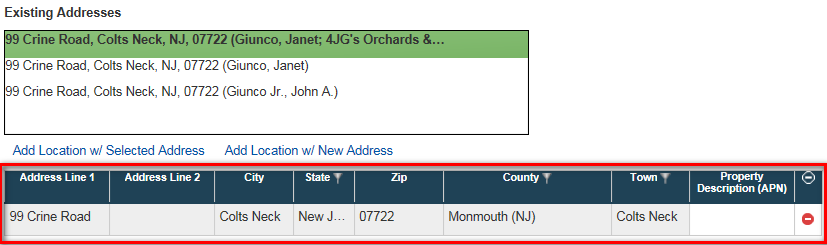 Existing Addresses
99 Crine Road, Colts Neck, NJ, 07722 (Giunco, Janet; 4JG's Orchards &...
99 Crine Road, Colts Neck, NJ, 07722 (Giunco, Janet)
99 Crine Road, Colts Neck, NJ, 07722 (Giunco Jr., John A.)
Add Location w/ Selected Address Add Location w/ New Address
Address Line 1 Address Line 2 City State Zip County Town Property
Description (APN)
99 Crine Road Colts Neck New J... 07722 Monmouth (NJ) Colts Neck